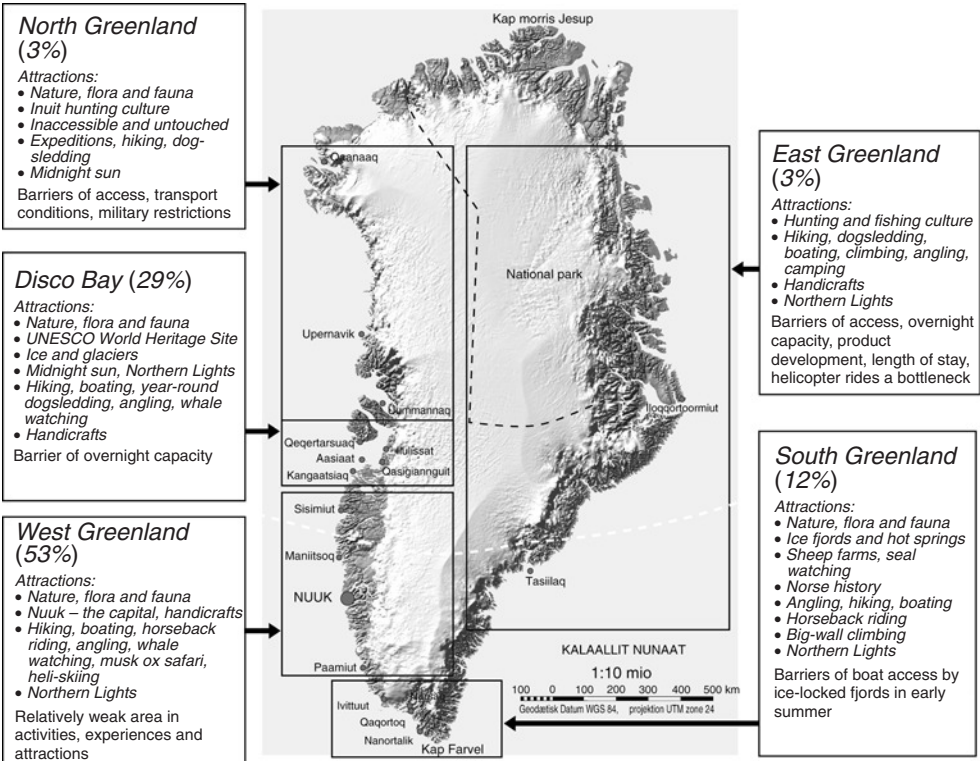 North Greenland
(3%)
Attractions:
• Nature, flora and fauna
• Inuit hunting culture
• Inaccessible and untouched
• Expeditions, hiking, dog-
sledding
• Midnight sun
Barriers of access, transport
conditions, military restrictions
Disco Bay (29%)
Attractions:
• Nature, flora and fauna
• UNESCO World Heritage Site
• Ice and glaciers
• Midnight sun, Northern Lights
• Hiking, boating, year-round
dogsledding, angling, whale
watching
• Handicrafts
Barrier of overnight capacity
West Greenland
(53%)
Attractions:
• Nature, flora and fauna
• Nuuk – the capital, handicrafts
• Hiking, boating, horseback
riding, angling, whale
watching, musk ox safari,
heli-skiing
• Northern Lights
Relatively weak area in
activities, experiences and
attractions
Kap morris Jesup
Qaanaaq
National park
Upernavik
Uummannaq
Iloqqortoormiut
Qeqertarsuaq
Ilulissat
Aasiaat
Qasigiannguit
Kangaatsiaq
Sisimiut
Maniitsoq
Tasiilaq
NUUK
Paamiut
Ivittuut
Qaqortoq
Nanortalik
Kap Farvel
KALAALLIT NUNAAT
1:10 mio
100 0 100 200 300 400 500 km
Geodætisk Datum WGS 84, projektion UTM zone 24
East Greenland
(3%)
Attractions:
• Hunting and fishing culture
• Hiking, dogsledding,
boating, climbing, angling,
camping
• Handicrafts
• Northern Lights
Barriers of access, overnight
capacity, product
development, length of stay,
helicopter rides a bottleneck
South Greenland
(12%)
Attractions:
• Nature, flora and fauna
• Ice fjords and hot springs
• Sheep farms, seal
watching
• Norse history
• Angling, hiking, boating
• Horseback riding
• Big-wall climbing
• Northern Lights
Barriers of boat access by
ice-locked fjords in early
summer